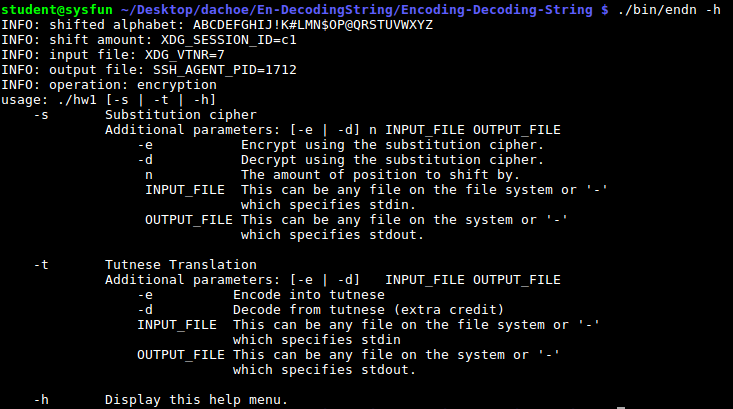 student@sysfun ~/Desktop/dachoe/En-DecodingString/Encoding-Decoding-String $ ./bin/endn -h
INFO: shifted alphabet: ABCDEFGHIJ!K#LMN$OP@QRSTUVWXYZ
INFO: shift amount: XDG_SESSION_ID=c1
INFO: input file: XDG_VTNR=7
INFO: output file: SSH_AGENT_PID=1712
INFO: operation: encryption
usage: ./hw1 [-s | -t | -h]
    -s       Substitution cipher
             Additional parameters: [-e | -d] n INPUT_FILE OUTPUT_FILE
                 -e           Encrypt using the substitution cipher.
                 -d           Decrypt using the substitution cipher.
                  n           The amount of position to shift by.
                  INPUT_FILE  This can be any file on the file system or '-'
                              which specifies stdin.
                  OUTPUT_FILE This can be any file on the system or '-'
                              which specifies stdout.

    -t       Tutnese Translation
             Additional parameters: [-e | -d]   INPUT_FILE OUTPUT_FILE
                 -e          Encode into tutnese
                 -d          Decode from tutnese (extra credit)
                 INPUT_FILE  This can be any file on the file system or '-'
                             which specifies stdin
                 OUTPUT_FILE This can be any file on the system or '-'
                             which specifies stdout.

    -h       Display this help menu.